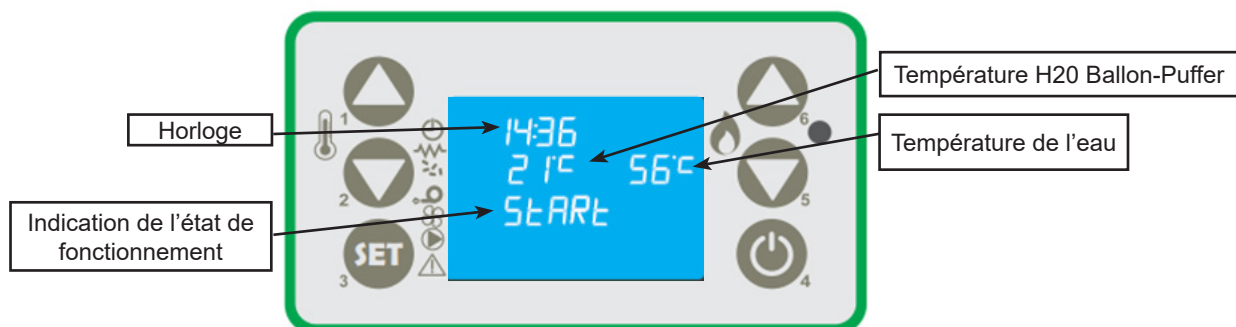 Horloge
Indication de l'état de
fonctionnement
1
2
SET
3
14:36
21°C 56°C
StARt
6
5
4
Température H20 Ballon-Puffer
Température de l'eau